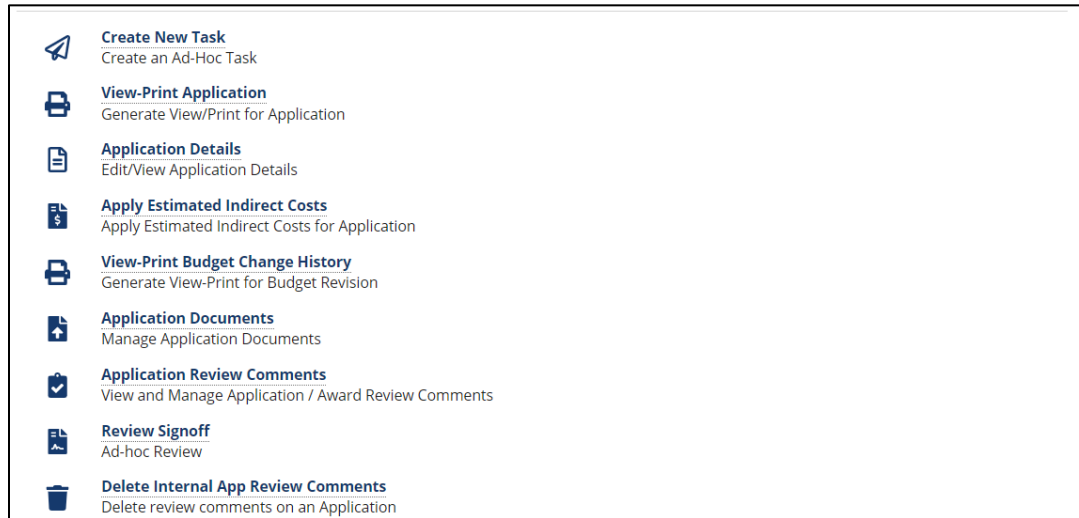 Create New Task
Create an Ad-Hoc Task
View-Print Application
Generate View/Print for Application
Application Details
Edit/View Application Details
Apply Estimated Indirect Costs
Apply Estimated Indirect Costs for Application
View-Print Budget Change History
Generate View-Print for Budget Revision
Application Documents
Manage Application Documents
Application Review Comments
View and Manage Application / Award Review Comments
Review Signoff
Ad-hoc Review
Delete Internal App Review Comments
Delete review comments on an Application